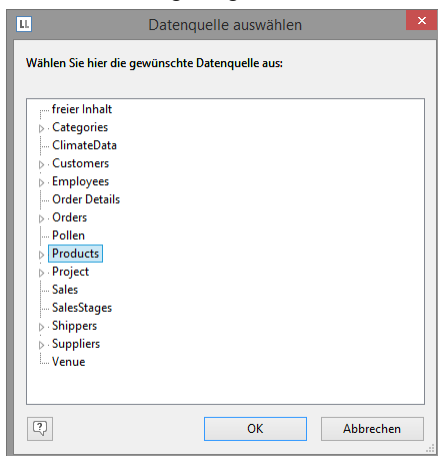 LL Datenquelle auswählen
Wählen Sie hier die gewünschte Datenquelle aus:
freier Inhalt
Categories
ClimateData
Customers
Employees
Order Details
Orders
Pollen
Products
Project
Sales
SalesStages
Shippers
Suppliers
Venue
OK Abbrechen